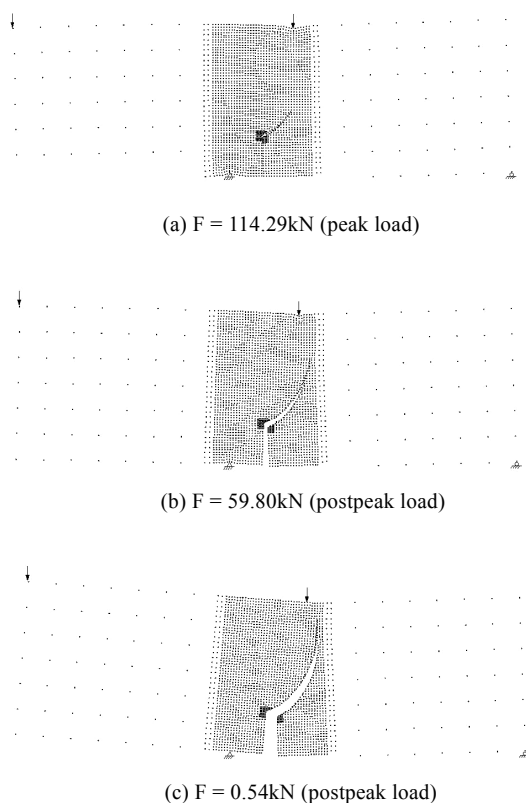 (a) F = 114.29kN (peak load)
(b) F = 59.80kN (postpeak load)
(c) F = 0.54kN (postpeak load)